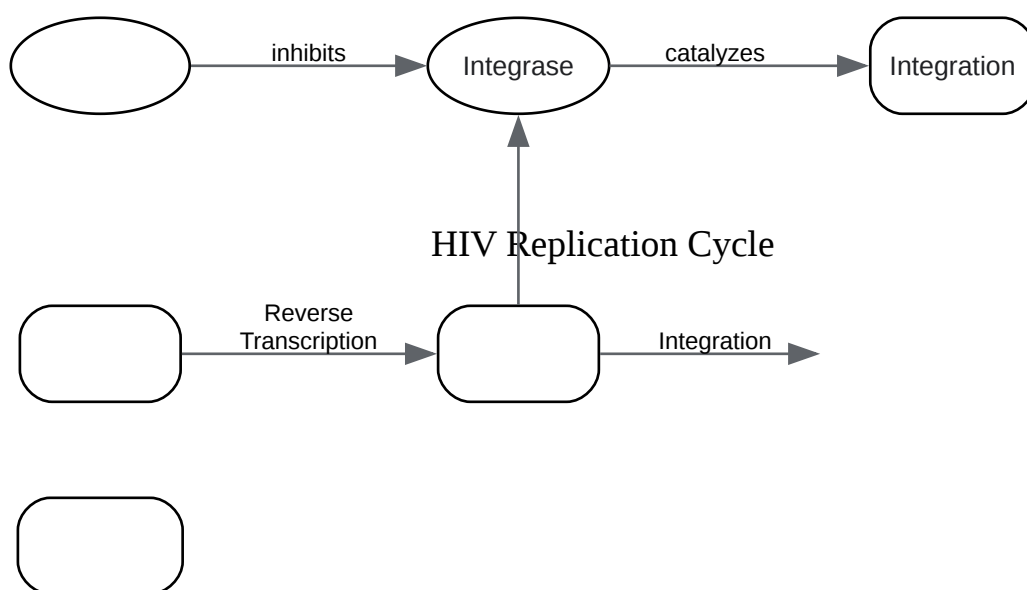 inhibits
Integrase
catalyzes
Integration
HIV Replication Cycle
Reverse
Transcription
Integration